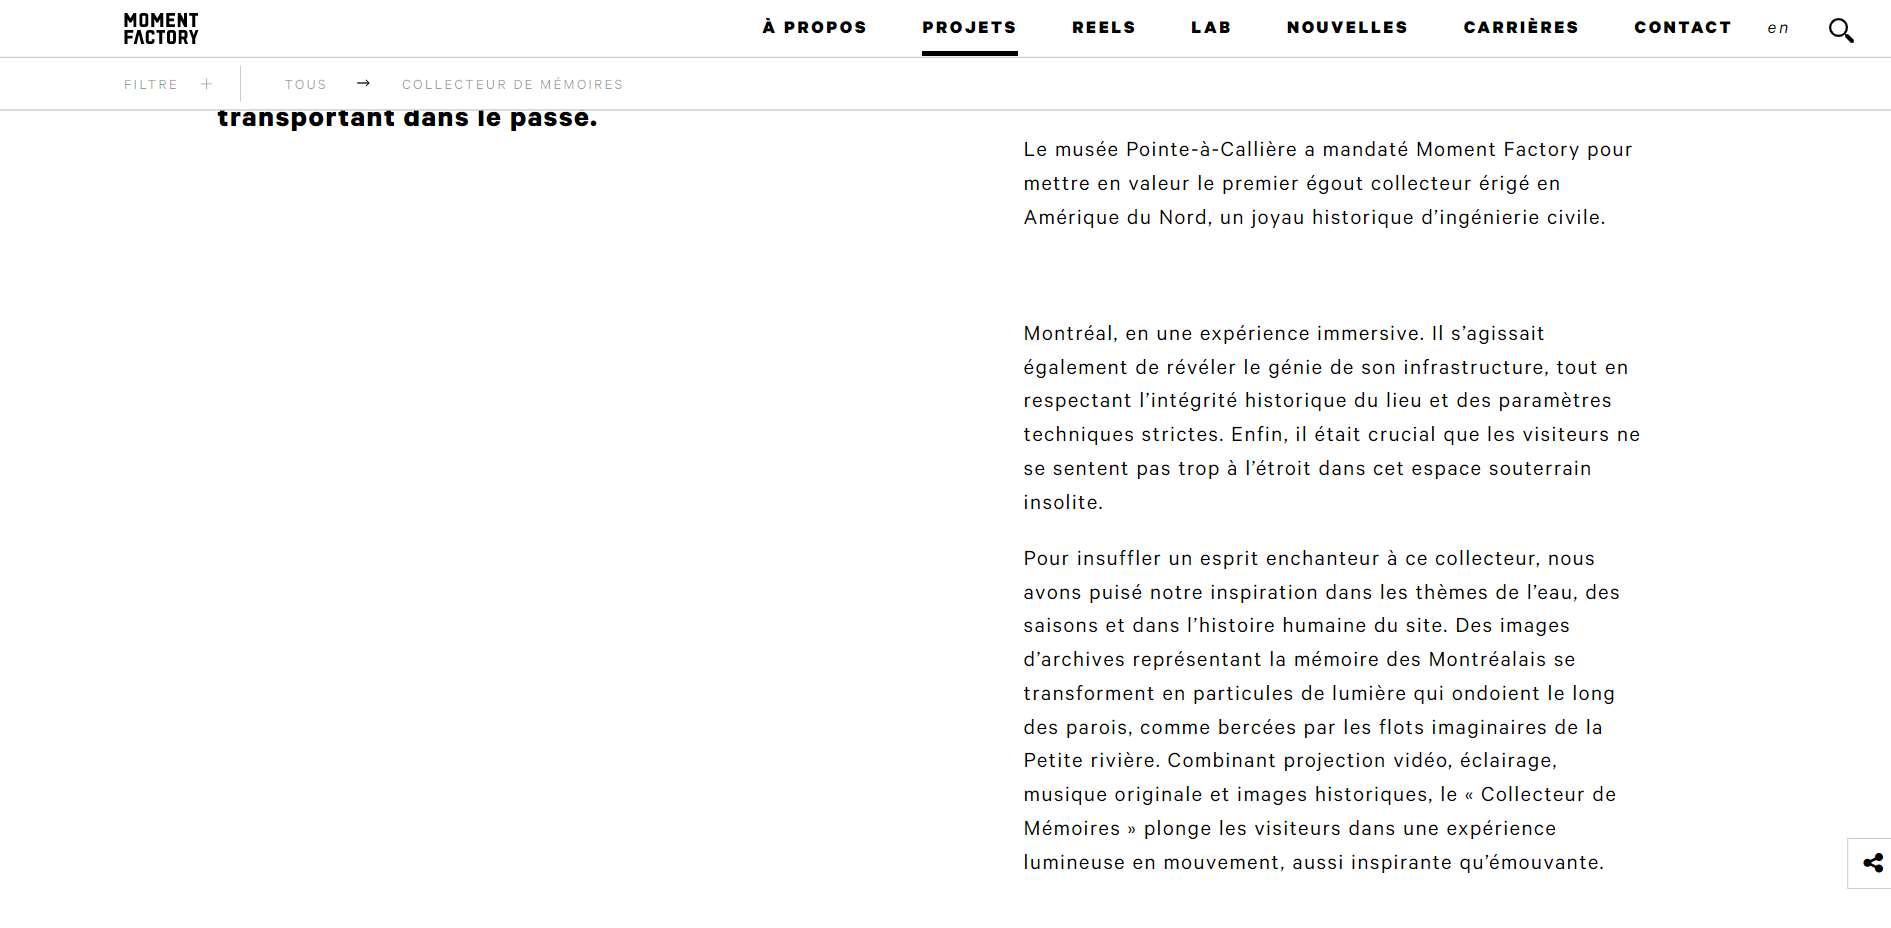 MOMENT
FACTORY
À PROPOS
PROJETS
REELS
LAB
NOUVELLES
CARRIÈRES
CONTACT
en
FILTRE +
TOUS → COLLECTEUR DE MÉMOIRES
transportant dans le passé.
Le musée Pointe-à-Callière a mandaté Moment Factory pour
mettre en valeur le premier égout collecteur érigé en
Amérique du Nord, un joyau historique d’ingénierie civile.
Montréal, en une expérience immersive. Il s’agissait
également de révéler le génie de son infrastructure, tout en
respectant l’intégrité historique du lieu et des paramètres
techniques strictes. Enfin, il était crucial que les visiteurs ne
se sentent pas trop à l’étroit dans cet espace souterrain
insolite.
Pour insuffler un esprit enchanteur à ce collecteur, nous
avons puisé notre inspiration dans les thèmes de l’eau, des
saisons et dans l’histoire humaine du site. Des images
d’archives représentant la mémoire des Montréalais se
transforment en particules de lumière qui ondoient le long
des parois, comme bercées par les flots imaginaires de la
Petite rivière. Combinant projection vidéo, éclairage,
musique originale et images historiques, le « Collecteur de
Mémoires » plonge les visiteurs dans une expérience
lumineuse en mouvement, aussi inspirante qu’émouvante.